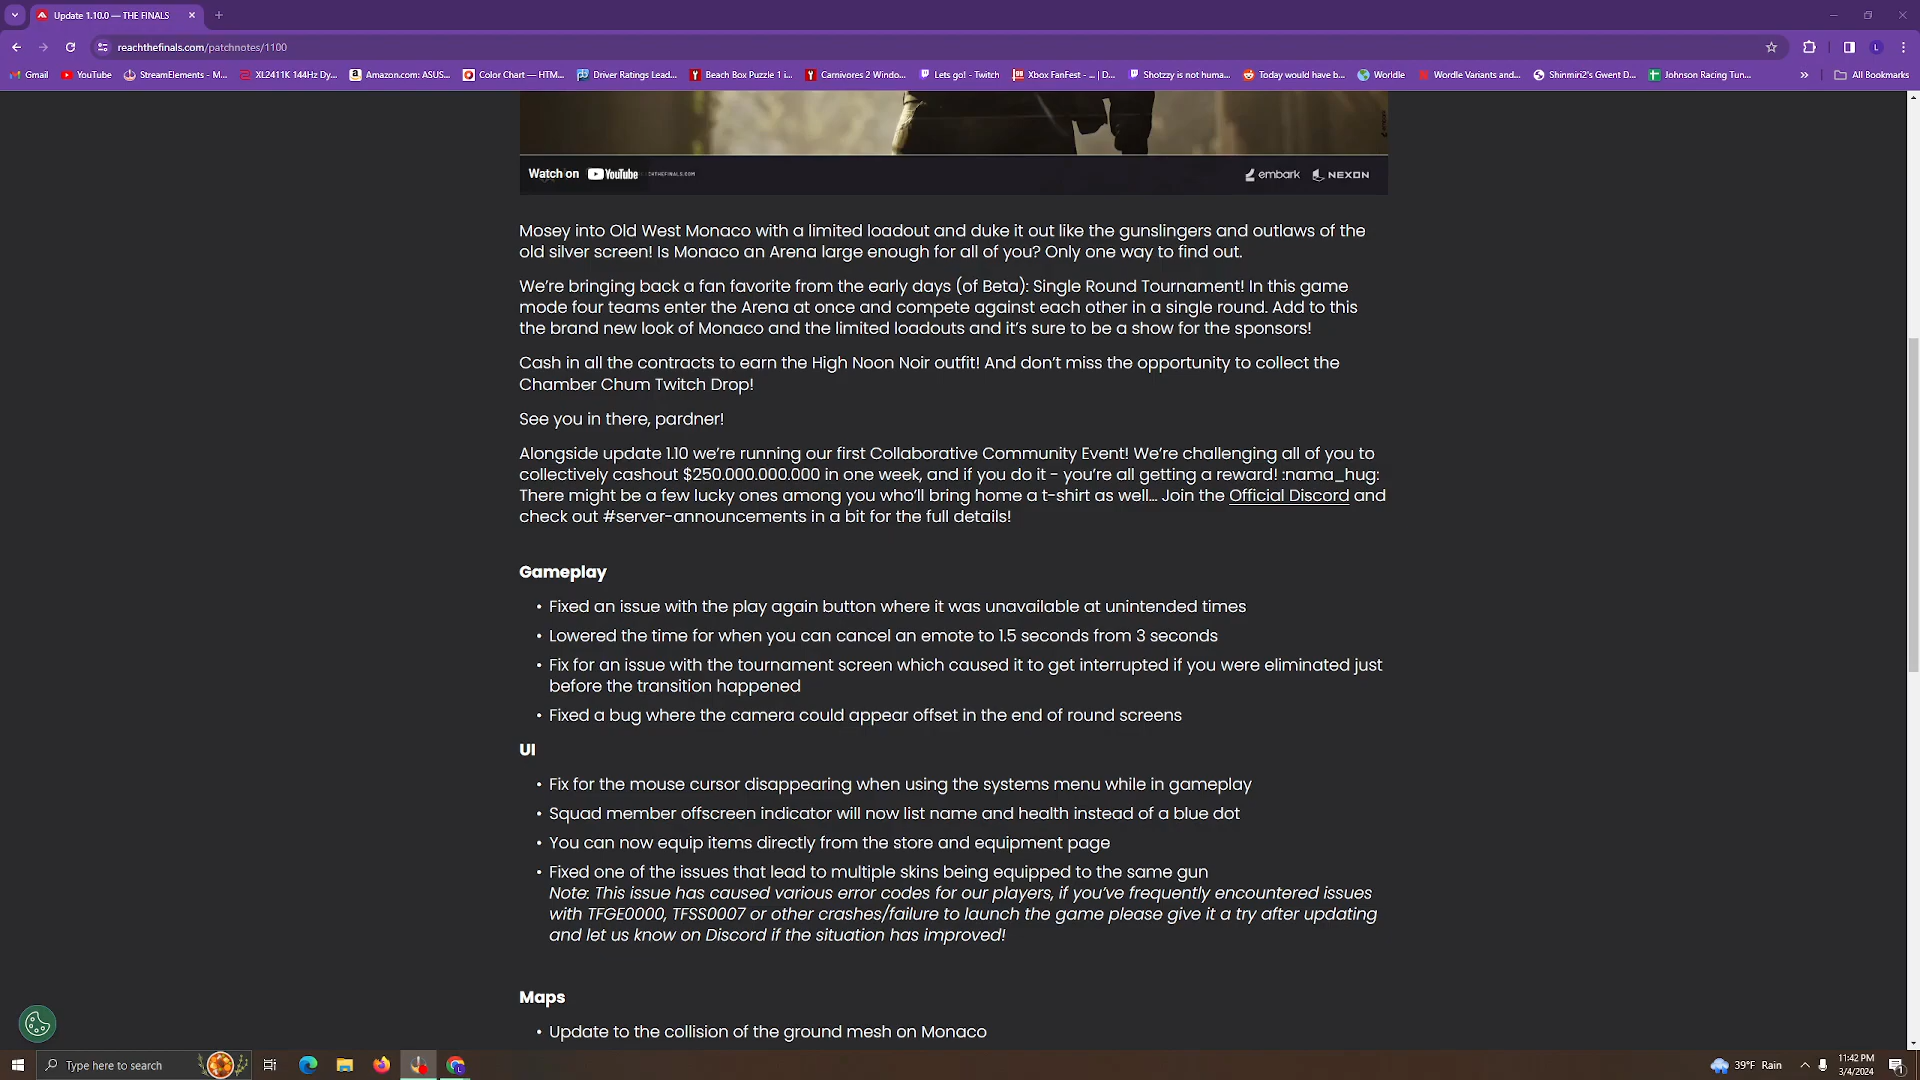 Update 1.10.0 — THE FINALS
reachthefinals.com/patchnotes/1100
Gmail YouTube StreamElements - M... XL2411K 144Hz Dy... Amazon.com: ASUS... Color Chart — HTM... Driver Ratings Lead... Beach Box Puzzle 1 i... Carnivores 2 Windo... Lets go! - Twitch Xbox FanFest - ... | D... Shotzzy is not huma... Today would have b... Worldle Wordle Variants and... Shinmiri2's Gwent D... Johnson Racing Tun... » All Bookmarks
Watch on YouTube embark NEXON
Mosey into Old West Monaco with a limited loadout and duke it out like the gunslingers and outlaws of the
old silver screen! Is Monaco an Arena large enough for all of you? Only one way to find out.
We're bringing back a fan favorite from the early days (of Beta): Single Round Tournament! In this game
mode four teams enter the Arena at once and compete against each other in a single round. Add to this
the brand new look of Monaco and the limited loadouts and it's sure to be a show for the sponsors!
Cash in all the contracts to earn the High Noon Noir outfit! And don't miss the opportunity to collect the
Chamber Chum Twitch Drop!
See you in there, pardner!
Alongside update 1.10 we're running our first Collaborative Community Event! We're challenging all of you to
collectively cashout $250.000.000.000 in one week, and if you do it - you're all getting a reward! :nama_hug:
There might be a few lucky ones among you who'll bring home a t-shirt as well... Join the Official Discord and
check out #server-announcements in a bit for the full details!
Gameplay
• Fixed an issue with the play again button where it was unavailable at unintended times
• Lowered the time for when you can cancel an emote to 1.5 seconds from 3 seconds
• Fix for an issue with the tournament screen which caused it to get interrupted if you were eliminated just
before the transition happened
• Fixed a bug where the camera could appear offset in the end of round screens
UI
• Fix for the mouse cursor disappearing when using the systems menu while in gameplay
• Squad member offscreen indicator will now list name and health instead of a blue dot
• You can now equip items directly from the store and equipment page
• Fixed one of the issues that lead to multiple skins being equipped to the same gun
Note: This issue has caused various error codes for our players, if you've frequently encountered issues
with TFGE0000, TFSS0007 or other crashes/failure to launch the game please give it a try after updating
and let us know on Discord if the situation has improved!
Maps
• Update to the collision of the ground mesh on Monaco
Type here to search
39°F Rain
11:42 PM
3/4/2024